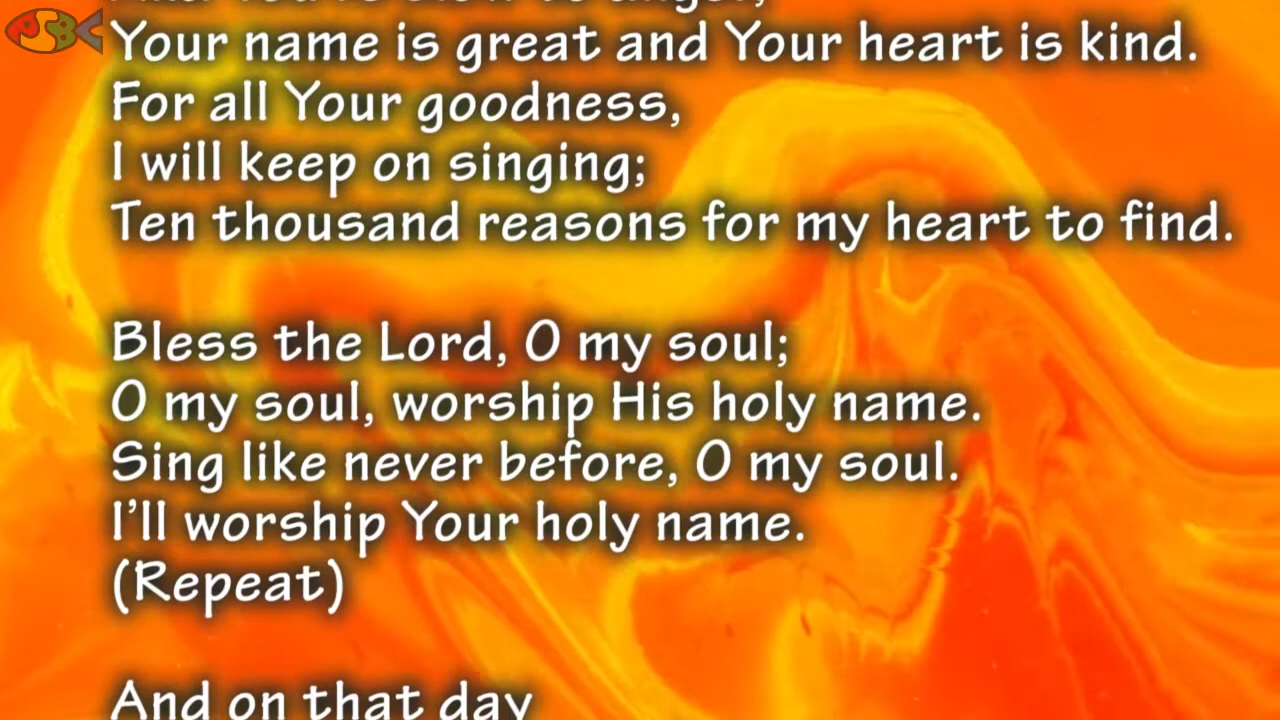 Your name is great and Your heart is kind.
For all Your goodness,
I will keep on singing;
Ten thousand reasons for my heart to find.
Bless the Lord, O my soul;
O my soul, worship His holy name.
Sing like never before, O my soul.
I'll worship Your holy name.
(Repeat)
And on that day